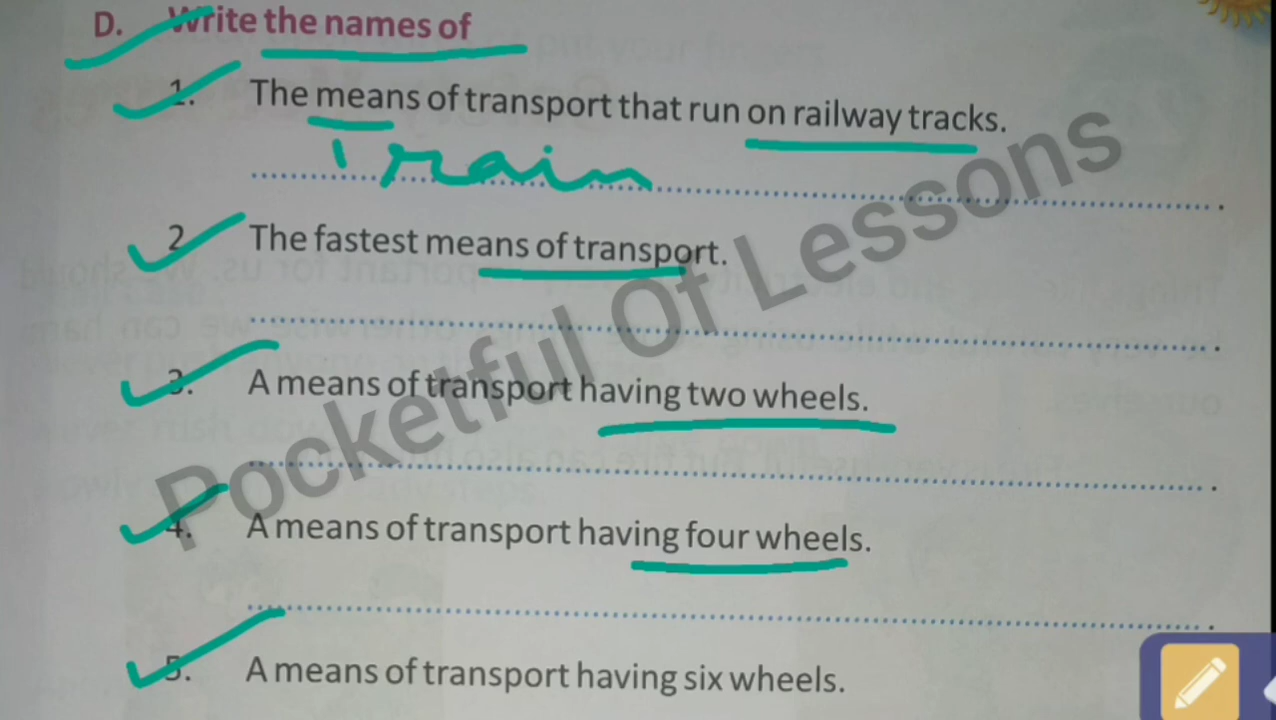 D. Write the names of
1. The means of transport that run on railway tracks.
Train
2 The fastest means of transport.
3. A means of transport having two wheels.
4. A means of transport having four wheels.
5. A means of transport having six wheels.
Pocketful Of Lessons